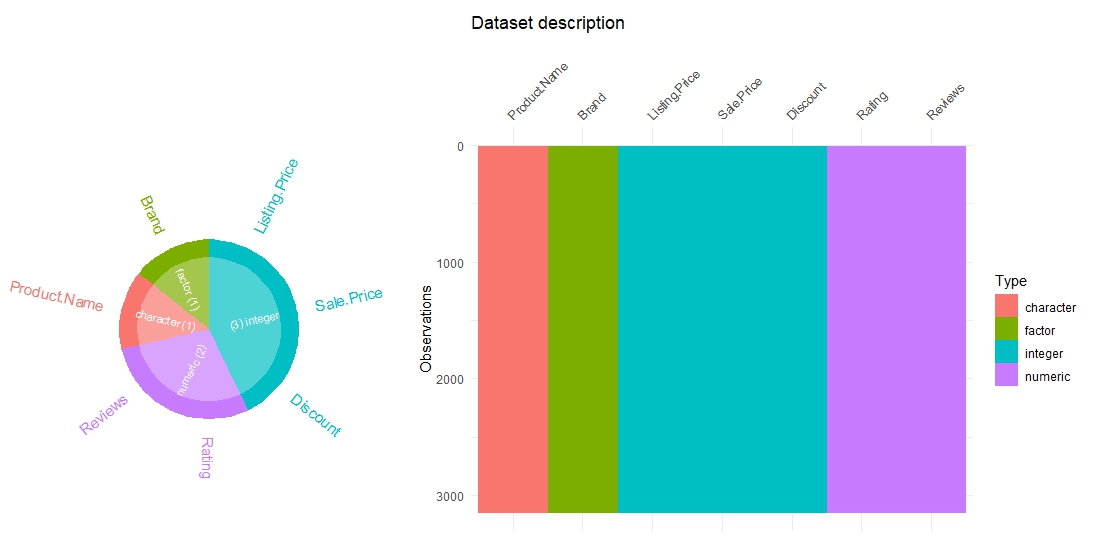 Dataset description
Product.Name
Brand
Listing.Price
Sale.Price
Discount
Rating
Reviews
0
1000
2000
3000
Observations
Type
character
factor
integer
numeric
Listing.Price
Brand
Sale.Price
Product.Name
factor (1)
character (1)
(3) integer
numeric (2)
Reviews
Discount
Rating